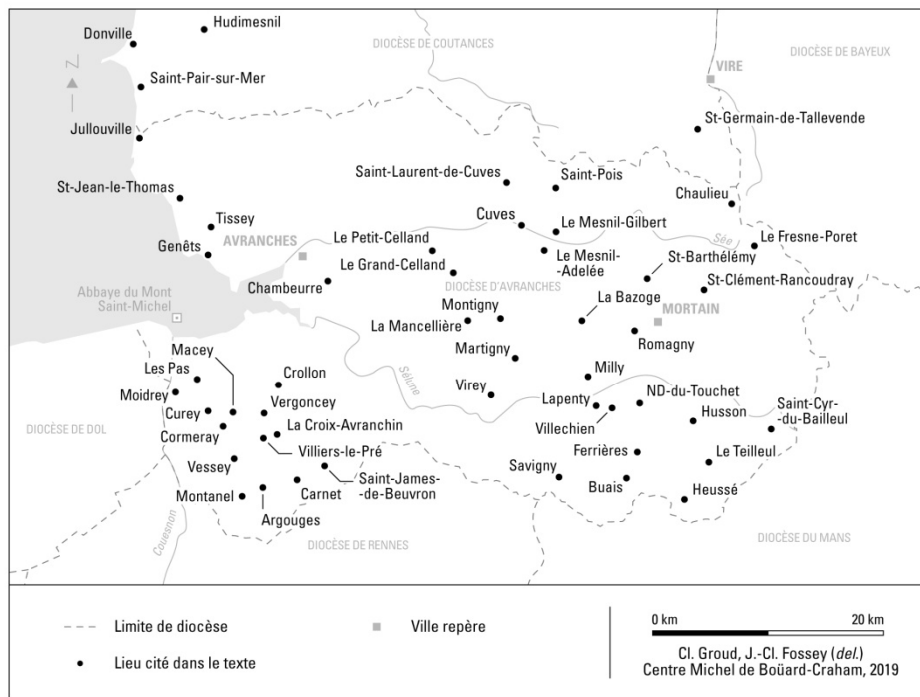 Hudimesnil
Donville
DIOCÈSE DE COUTANCES
DIOCÈSE DE BAYEUX
VIRE
N
Saint-Pair-sur-Mer
St-Germain-de-Tallevende
Jullouville
Saint-Laurent-de-Cuves
Saint-Pois
St-Jean-le-Thomas
Chaulieu
Tissey
Cuves
Le Mesnil-Gilbert
AVRANCHES
Le Petit-Celland
Sée
Le Fresne-Poret
Genêts
Le Mesnil-
Adelée
St-Barthélémy
Le Grand-Celland
Chambeurre
DIOCÈSE D'AVRANCHES
St-Clément-Rancoudray
Abbaye du Mont
Saint-Michel
Montigny
La Bazoge
MORTAIN
La Mancellière
Romagny
Macey
Martigny
Les Pas
Crollon
Sélune
Milly
Moidrey
Vergoncey
Virey
Lapenty
ND-du-Touchet
Saint-Cyr-
du-Bailleul
Curey
Villechien
Husson
DIOCÈSE DE DOL
Cormeray
La Croix-Avranchin
Villiers-le-Pré
Ferrières
Le Teilleul
Vessey
Saint-James-
de-Beuvron
Savigny
Montanel
Carnet
Buais
Heussé
Argouges
Couesnon
DIOCÈSE DE RENNES
DIOCÈSE DU MANS
Limite de diocèse
Ville repère
0 km
20 km
Lieu cité dans le texte
Cl. Groud, J.-Cl. Fossey (del.)
Centre Michel de Boüard-Craham, 2019